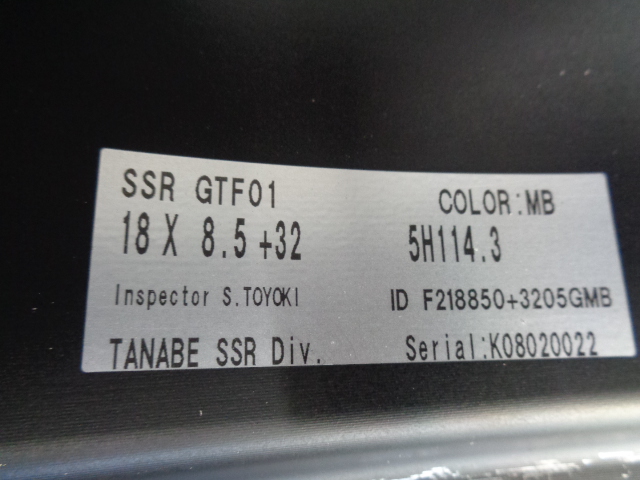 SSR GTF01 COLOR:MB
18 X 8.5 +32 5H114.3
Inspector S.TOYOKI ID F218850+3205GMB
TANABE SSR Div. Serial:K08020022